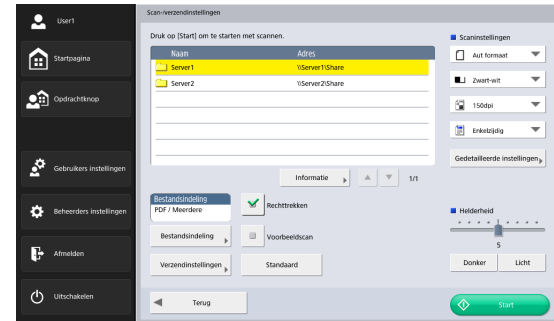 User1
Startpagina
Opdrachtknop
Gebruikers instellingen
Beheerders instellingen
Afmelden
Uitschakelen
Scan-/verzendinstellingen
Druk op [Start] om te starten met scannen.
Naam Adres
Server1 \\Server1\Share
Server2 \\Server2\Share
Informatie 1/1
Bestandsindeling
PDF / Meerdere
Rechttrekken
Bestandsindeling
Voorbeeldscan
Verzendinstellingen
Standaard
Terug
Scaninstellingen
Aut formaat
Zwart-wit
150dpi
Enkelzijdig
Gedetailleerde instellingen
Helderheid
5
Donker Licht
Start